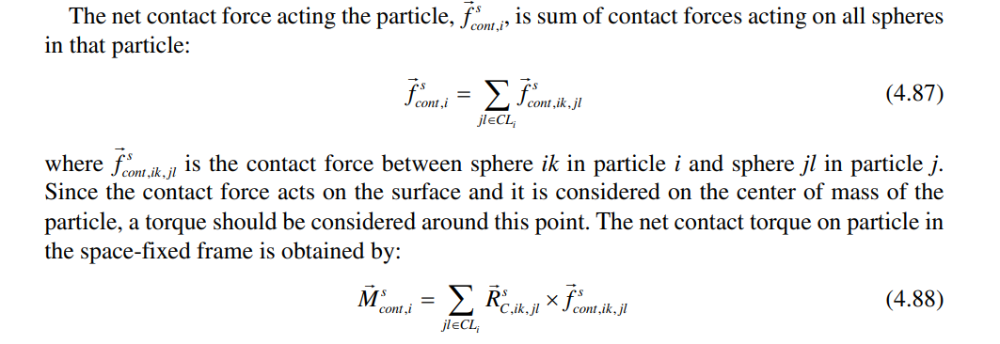 The net contact force acting the particle, $\vec{f}^{s}_{cont,i}$, is sum of contact forces acting on all spheres
in that particle:
$\vec{f}^{s}_{cont,i} = \sum_{jl \in CL_i} \vec{f}^{s}_{cont,ik,jl}$ (4.87)
where $\vec{f}^{s}_{cont,ik,jl}$ is the contact force between sphere ik in particle i and sphere jl in particle j.
Since the contact force acts on the surface and it is considered on the center of mass of the
particle, a torque should be considered around this point. The net contact torque on particle in
the space-fixed frame is obtained by:
$\vec{M}^{s}_{cont,i} = \sum_{jl \in CL_i} \vec{R}^{s}_{C,ik,jl} \times \vec{f}^{s}_{cont,ik,jl}$ (4.88)